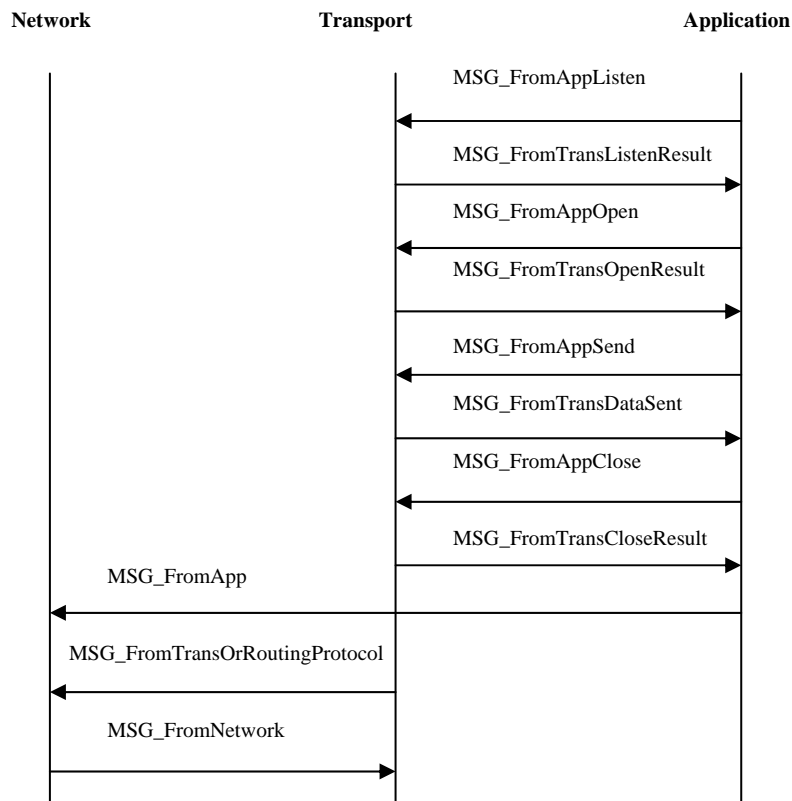 Network Transport Application
MSG_FromAppListen
MSG_FromTransListenResult
MSG_FromAppOpen
MSG_FromTransOpenResult
MSG_FromAppSend
MSG_FromTransDataSent
MSG_FromAppClose
MSG_FromTransCloseResult
MSG_FromApp
MSG_FromTransOrRoutingProtocol
MSG_FromNetwork